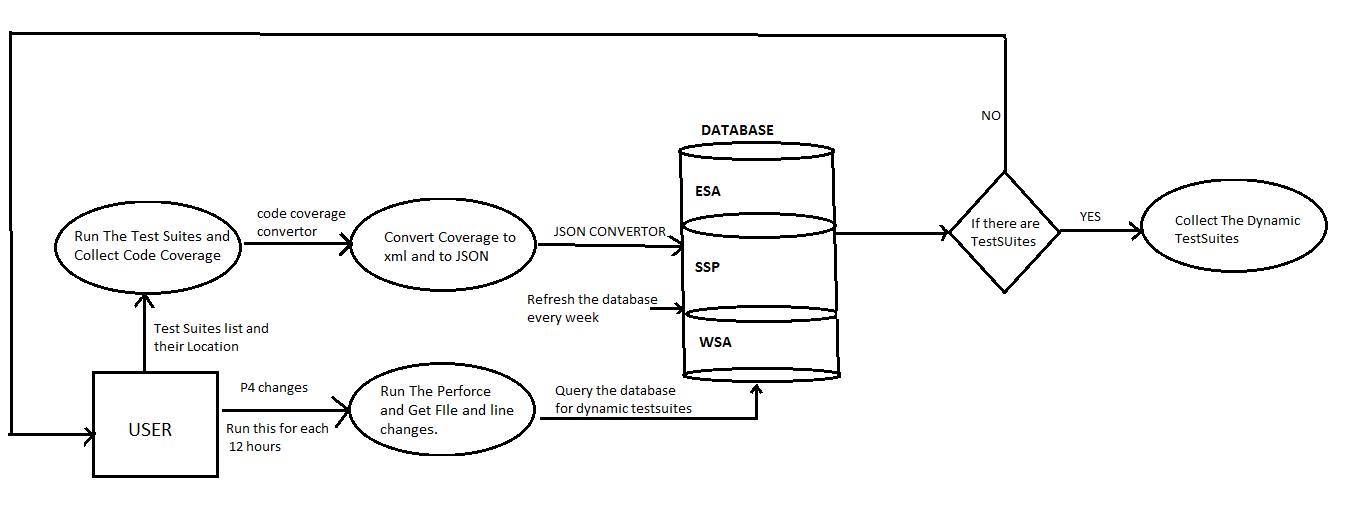 NO
DATABASE
ESA
code coverage
convertor
Run The Test Suites and
Collect Code Coverage
Convert Coverage to
xml and to JSON
JSON CONVERTOR
SSP
If there are
TestSUites
YES
Collect The Dynamic
TestSuites
Refresh the database
every week
Test Suites list and
their Location
WSA
P4 changes
Run The Perforce
and Get FIle and line
changes.
Query the database
for dynamic testsuites
USER
Run this for each
12 hours